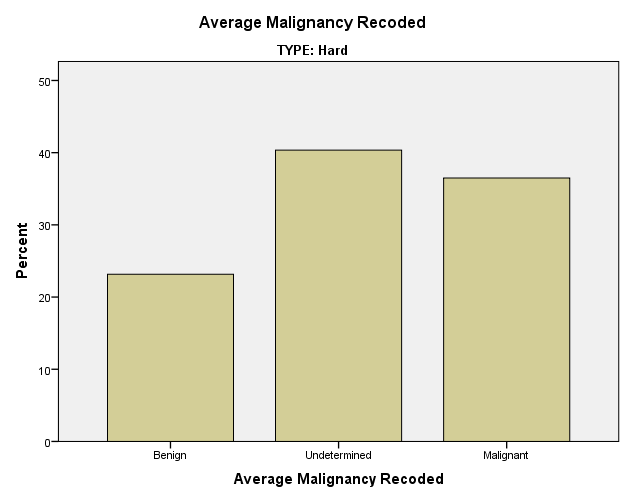 Average Malignancy Recoded
TYPE: Hard
Percent
50
40
30
20
10
0
Benign Undetermined Malignant
Average Malignancy Recoded